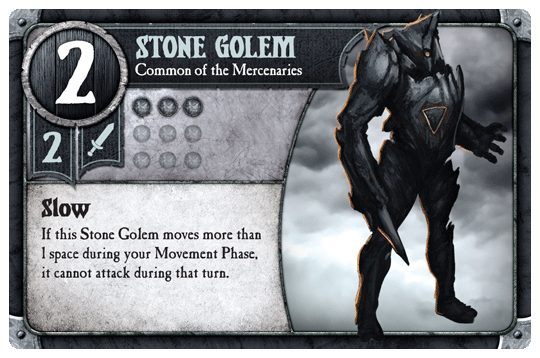 2
STONE GOLEM
Common of the Mercenaries
2
Slow
If this Stone Golem moves more than
1 space during your Movement Phase,
it cannot attack during that turn.